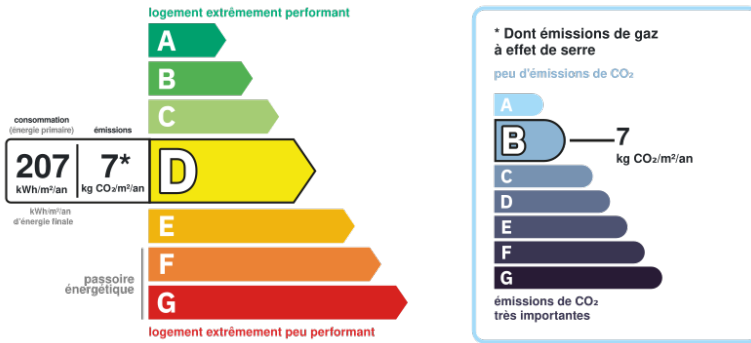 logement extrêmement performant
A
B
C
consommation
(énergie primaire)
émissions
207
kWh/m²/an
7*
kg CO₂/m²/an
D
kWh/m²/an
d'énergie finale
E
F
G
passoire
énergétique
logement extrêmement peu performant
* Dont émissions de gaz
à effet de serre
peu d'émissions de CO₂
A
B
7
kg CO₂/m²/an
C
D
E
F
G
émissions de CO₂
très importantes